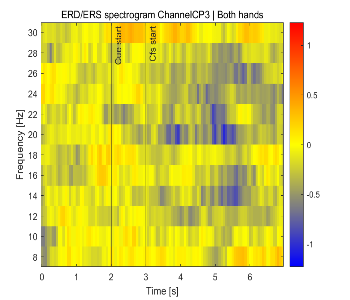 ERD/ERS spectrogram ChannelCP3 | Both hands
Frequency [Hz]
30
28
26
24
22
20
18
16
14
12
10
8
Cue start
Cfs start
1
0.5
0
-0.5
-1
0 1 2 3 4 5 6
Time [s]